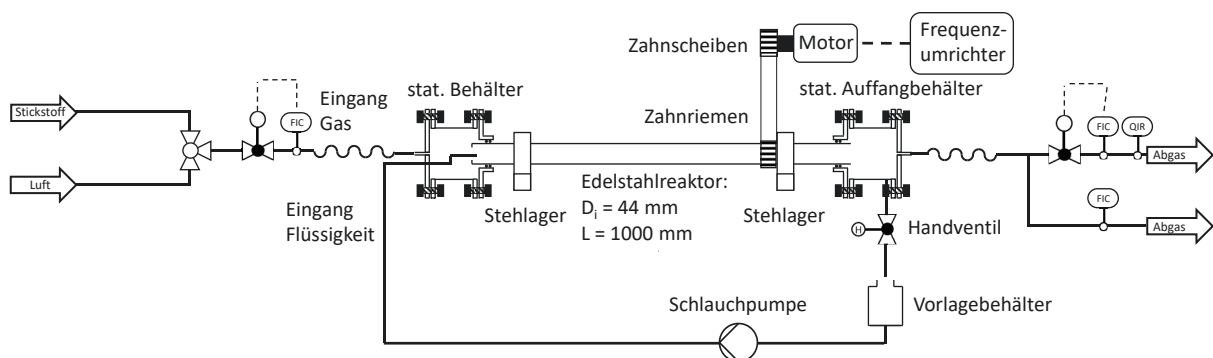 Stickstoff
Luft
FIC
Eingang
Gas
stat. Behälter
Eingang
Flüssigkeit
Stehlager
Edelstahlreaktor:
Dᵢ = 44 mm
L = 1000 mm
Zahnscheiben
Motor
Frequenz-
umrichter
Zahnriemen
stat. Auffangbehälter
Stehlager
H
Handventil
Vorlagebehälter
Schlauchpumpe
FIC
QIR
Abgas
FIC
Abgas